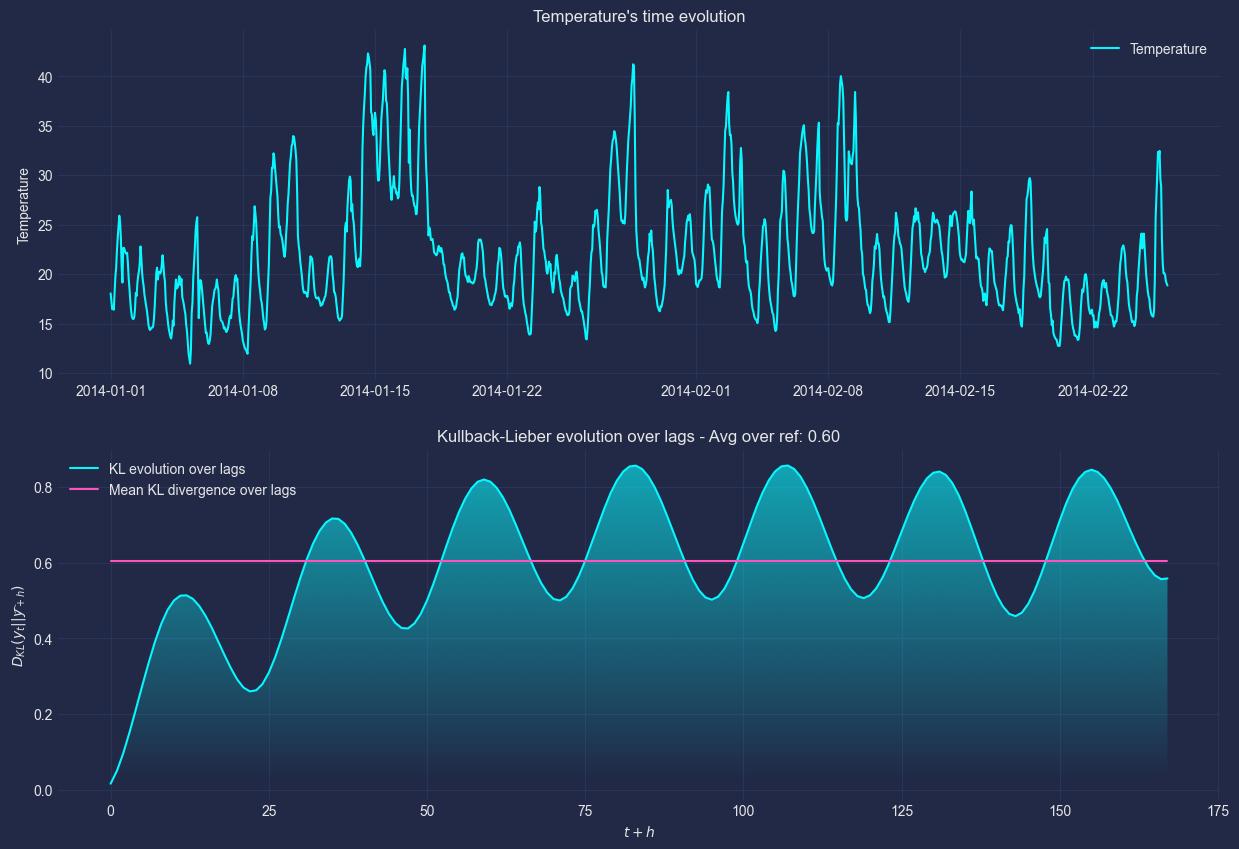 Temperature's time evolution
Temperature
Temperature
40
35
30
25
20
15
10
2014-01-01 2014-01-08 2014-01-15 2014-01-22 2014-02-01 2014-02-08 2014-02-15 2014-02-22
Kullback-Lieber evolution over lags - Avg over ref: 0.60
KL evolution over lags
Mean KL divergence over lags
D_{KL}(y_t||y_{t+h})
0.8
0.6
0.4
0.2
0.0
0 25 50 75 100 125 150 175
t + h